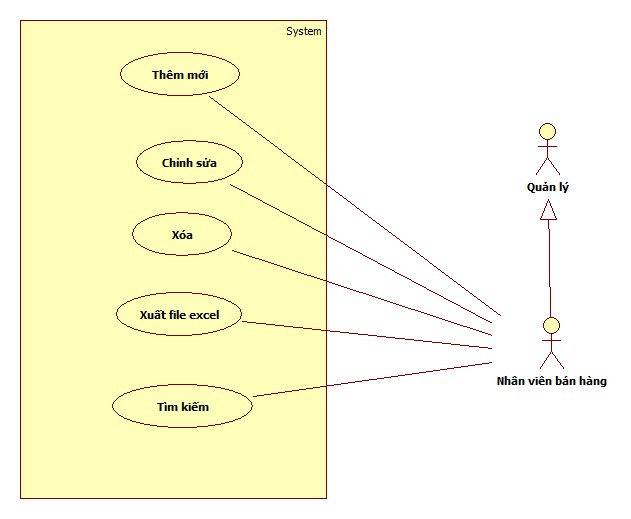 System
Thêm mới
Chỉnh sửa
Xóa
Xuất file excel
Tìm kiếm
Quản lý
Nhân viên bán hàng